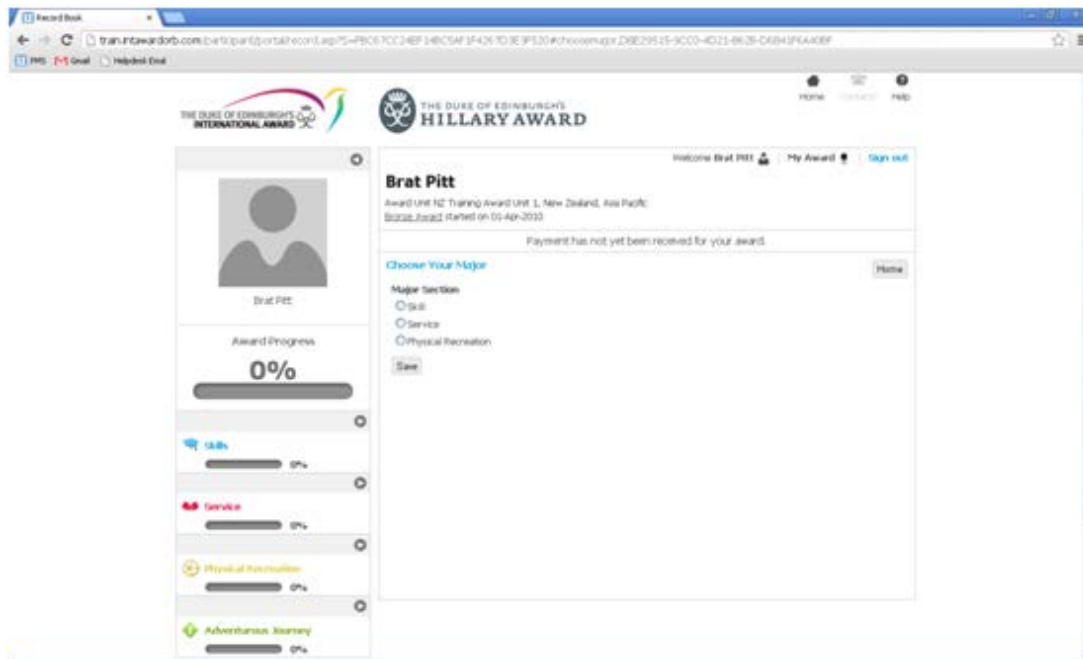 Record Book
PMS Gmail Helpdesk Email
THE DUKE OF EDINBURGH'S
INTERNATIONAL AWARD
THE DUKE OF EDINBURGH'S
HILLARY AWARD
Home Contact Help
Welcome Brat Pitt My Award Sign out
Brat Pitt
Award Unit NZ Training Award Unit 1, New Zealand, Asia Pacific
Bronze Award started on 01-Apr-2010
Payment has not yet been received for your award.
Choose Your Major
Home
Major Section
Skill
Service
Physical Recreation
Save
Brat Pitt
Award Progress
0%
Skills
0%
Service
0%
Physical Recreation
0%
Adventurous Journey
0%